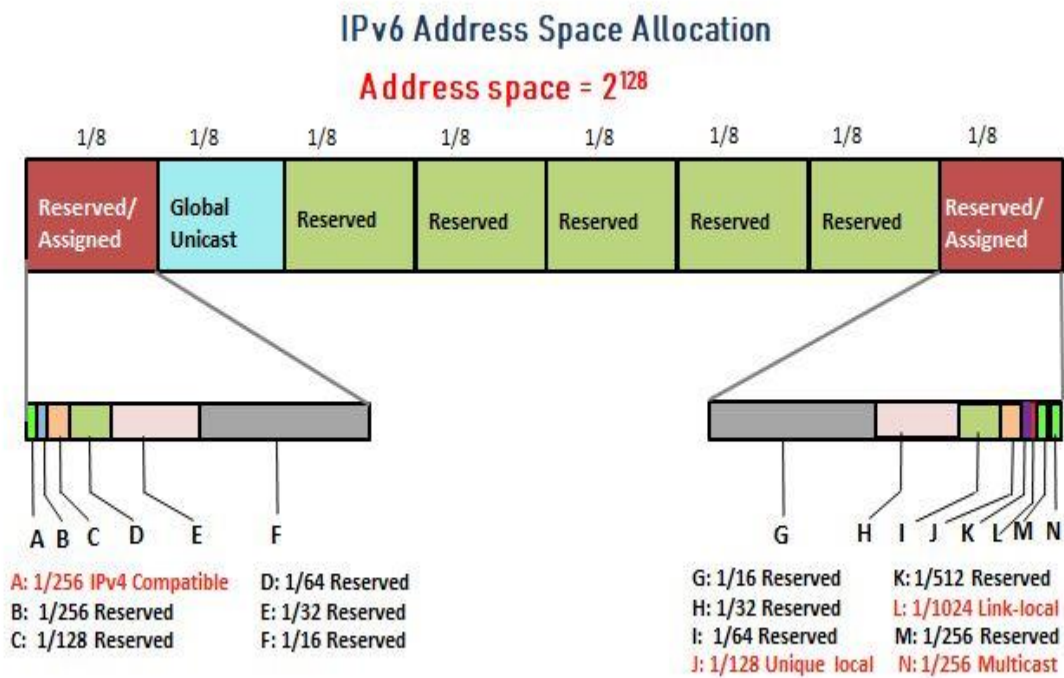 IPv6 Address Space Allocation
Address space = 2¹²⁸
1/8 1/8 1/8 1/8 1/8 1/8 1/8 1/8
Reserved/
Assigned
Global
Unicast
Reserved
Reserved
Reserved
Reserved
Reserved
Reserved/
Assigned
A B C D E F G H I J K L M N
A: 1/256 IPv4 Compatible
B: 1/256 Reserved
C: 1/128 Reserved
D: 1/64 Reserved
E: 1/32 Reserved
F: 1/16 Reserved
G: 1/16 Reserved
H: 1/32 Reserved
I: 1/64 Reserved
J: 1/128 Unique local
K: 1/512 Reserved
L: 1/1024 Link-local
M: 1/256 Reserved
N: 1/256 Multicast